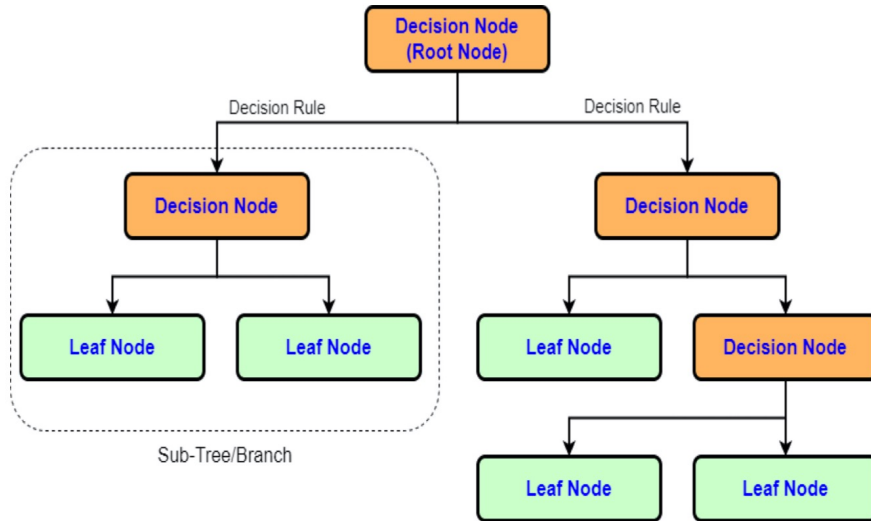 Decision Node
(Root Node)
Decision Rule
Decision Rule
Decision Node
Decision Node
Leaf Node
Leaf Node
Leaf Node
Decision Node
Sub-Tree/Branch
Leaf Node
Leaf Node